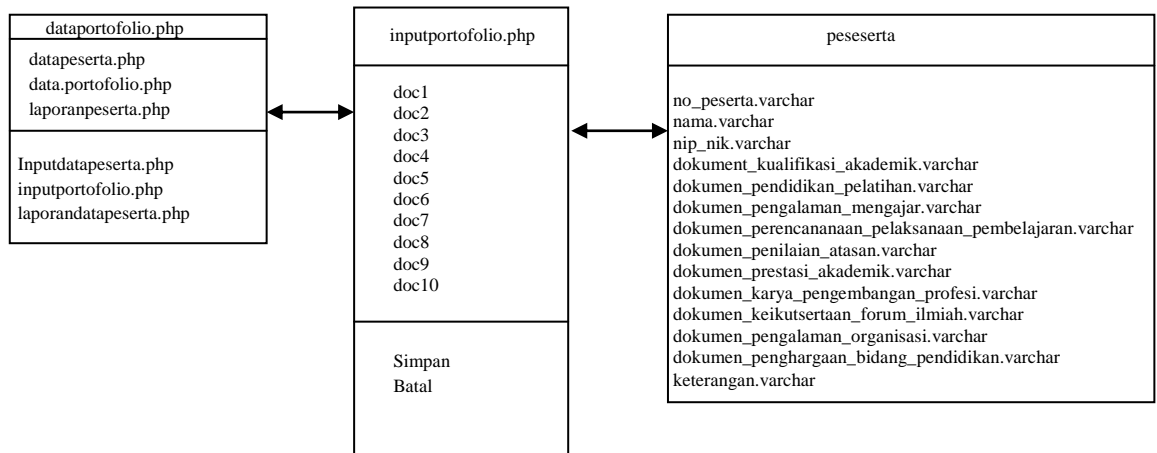 dataportofolio.php
datapeserta.php
data.portofolio.php
laporanpeserta.php
Inputdatapeserta.php
inputportofolio.php
laporandatapeserta.php
inputportofolio.php
doc1
doc2
doc3
doc4
doc5
doc6
doc7
doc8
doc9
doc10
Simpan
Batal
peseserta
no_peserta.varchar
nama.varchar
nip_nik.varchar
dokument_kualifikasi_akademik.varchar
dokumen_pendidikan_pelatihan.varchar
dokumen_pengalaman_mengajar.varchar
dokumen_perencananaan_pelaksanaan_pembelajaran.varchar
dokumen_penilaian_atasan.varchar
dokumen_prestasi_akademik.varchar
dokumen_karya_pengembangan_profesi.varchar
dokumen_keikutsertaan_forum_ilmiah.varchar
dokumen_pengalaman_organisasi.varchar
dokumen_penghargaan_bidang_pendidikan.varchar
keterangan.varchar